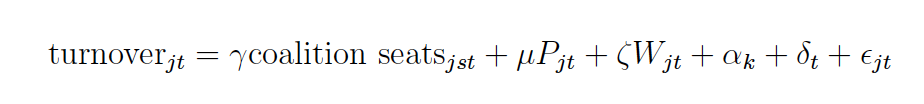 turnover_{jt} = γcoalition seats_{jst} + μP_{jt} + ζW_{jt} + α_k + δ_t + ϵ_{jt}